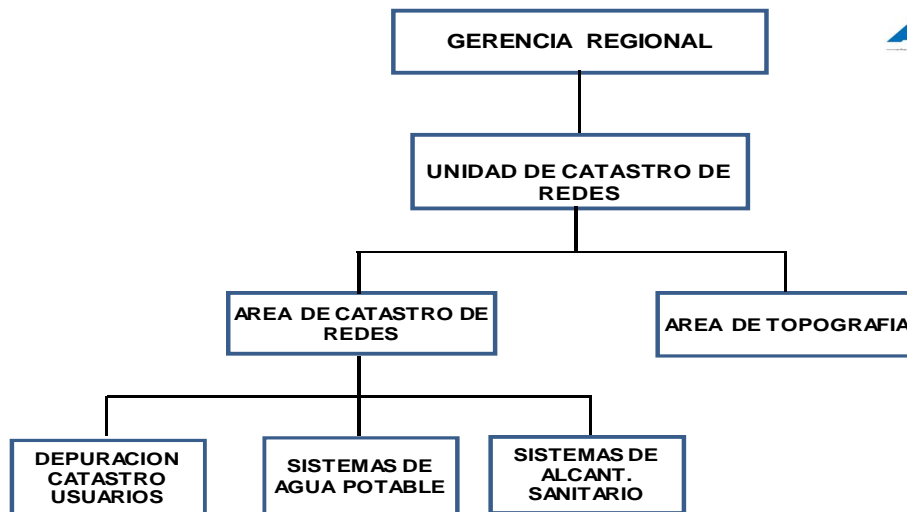 GERENCIA REGIONAL
UNIDAD DE CATASTRO DE
REDES
AREA DE CATASTRO DE
REDES
AREA DE TOPOGRAFIA
DEPURACION
CATASTRO
USUARIOS
SISTEMAS DE
AGUA POTABLE
SISTEMAS DE
ALCANT.
SANITARIO